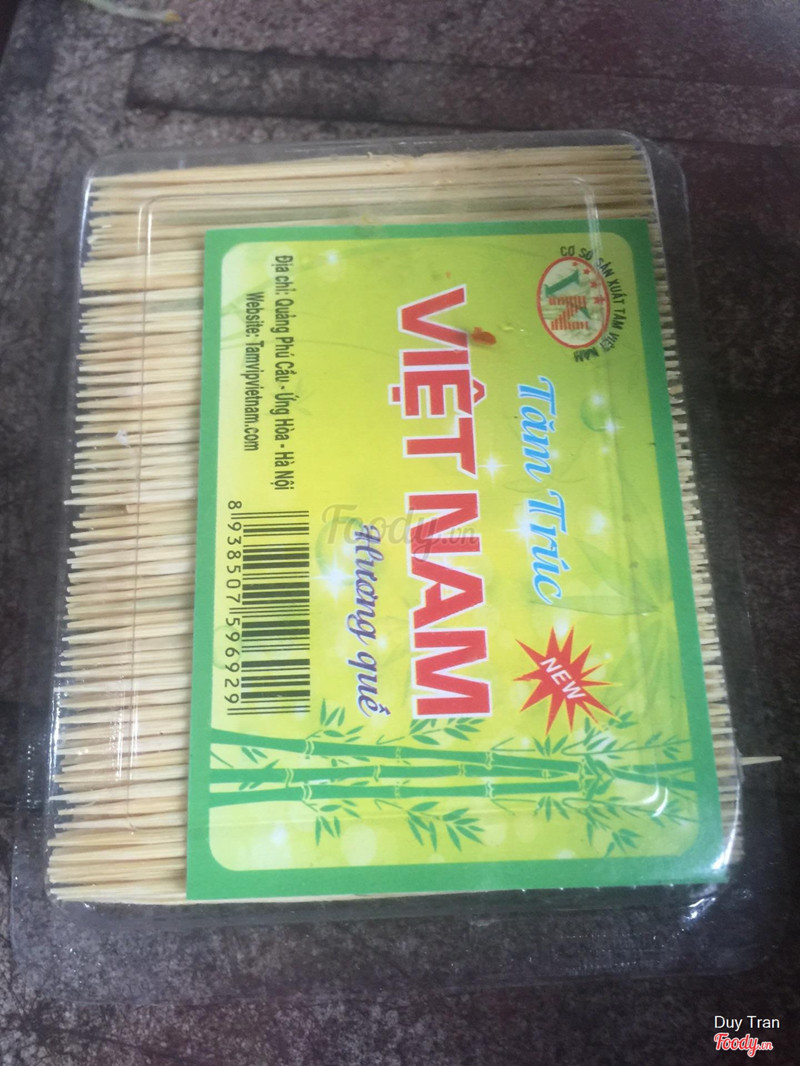 CƠ SỞ SẢN XUẤT TĂM VIỆT NAM
Tăm Trúc
NEW
VIỆT NAM
Hương quế
Địa chỉ: Quảng Phú Cầu - Ứng Hòa - Hà Nội
Website: Tamvipvietnam.com
8938507596929
Foody.vn
Duy Tran
Foody.vn